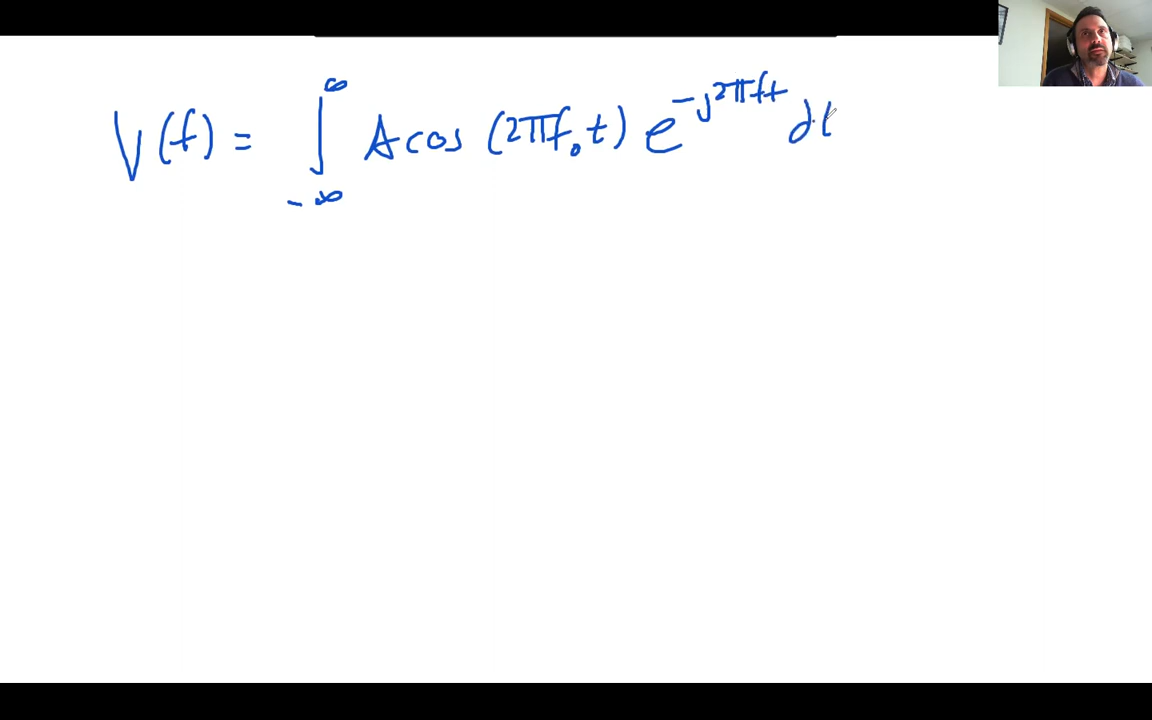 V(f) = ∫_{-∞}^{∞} A cos (2πf₀t) e^{-j2πft} dt